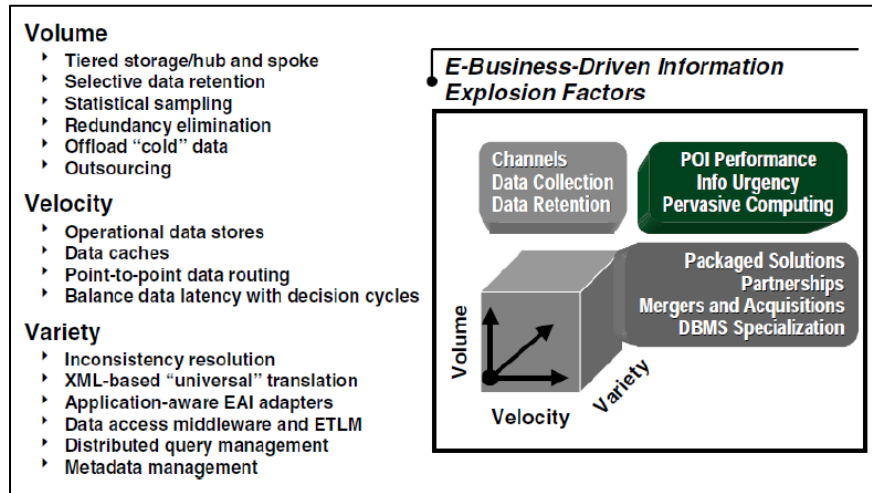 Volume
Tiered storage/hub and spoke
Selective data retention
Statistical sampling
Redundancy elimination
Offload “cold” data
Outsourcing
Velocity
Operational data stores
Data caches
Point-to-point data routing
Balance data latency with decision cycles
Variety
Inconsistency resolution
XML-based “universal” translation
Application-aware EAI adapters
Data access middleware and ETLM
Distributed query management
Metadata management
E-Business-Driven Information
Explosion Factors
Channels
Data Collection
Data Retention
POI Performance
Info Urgency
Pervasive Computing
Packaged Solutions
Partnerships
Mergers and Acquisitions
DBMS Specialization
Volume
Velocity
Variety